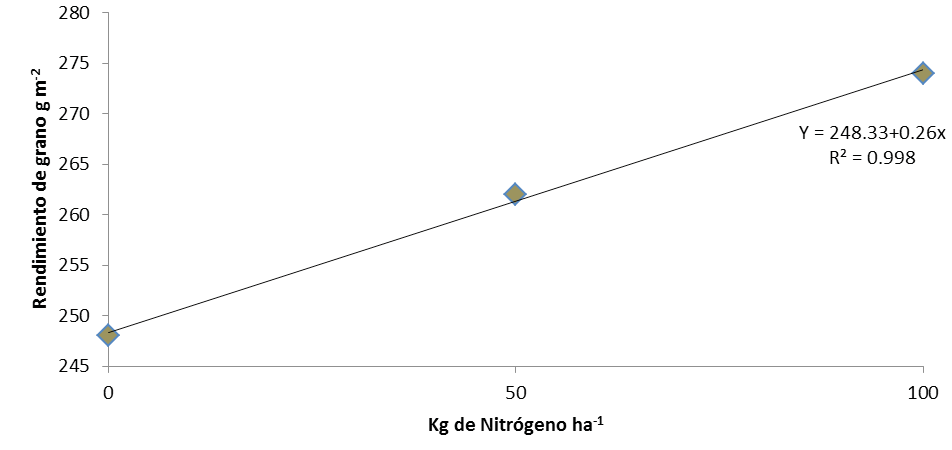 280
275
270
265
260
255
250
245
Rendimiento de grano g m⁻²
Y = 248.33+0.26x
R² = 0.998
0 50 100
Kg de Nitrógeno ha⁻¹